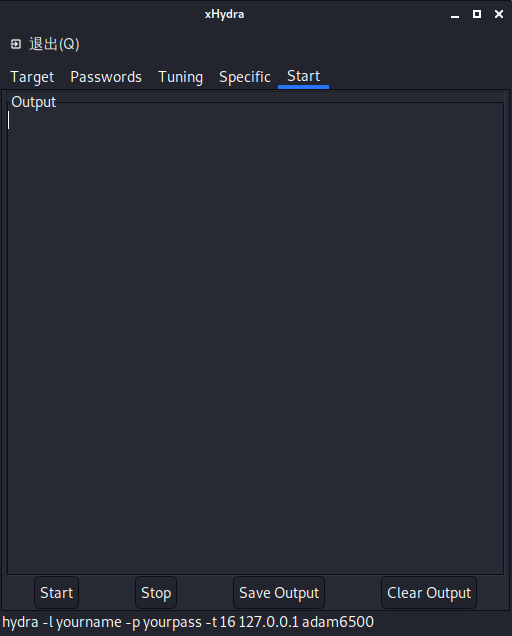 xHydra
退出(Q)
Target Passwords Tuning Specific Start
Output
Start Stop Save Output Clear Output
hydra -l yourname -p yourpass -t 16 127.0.0.1 adam6500